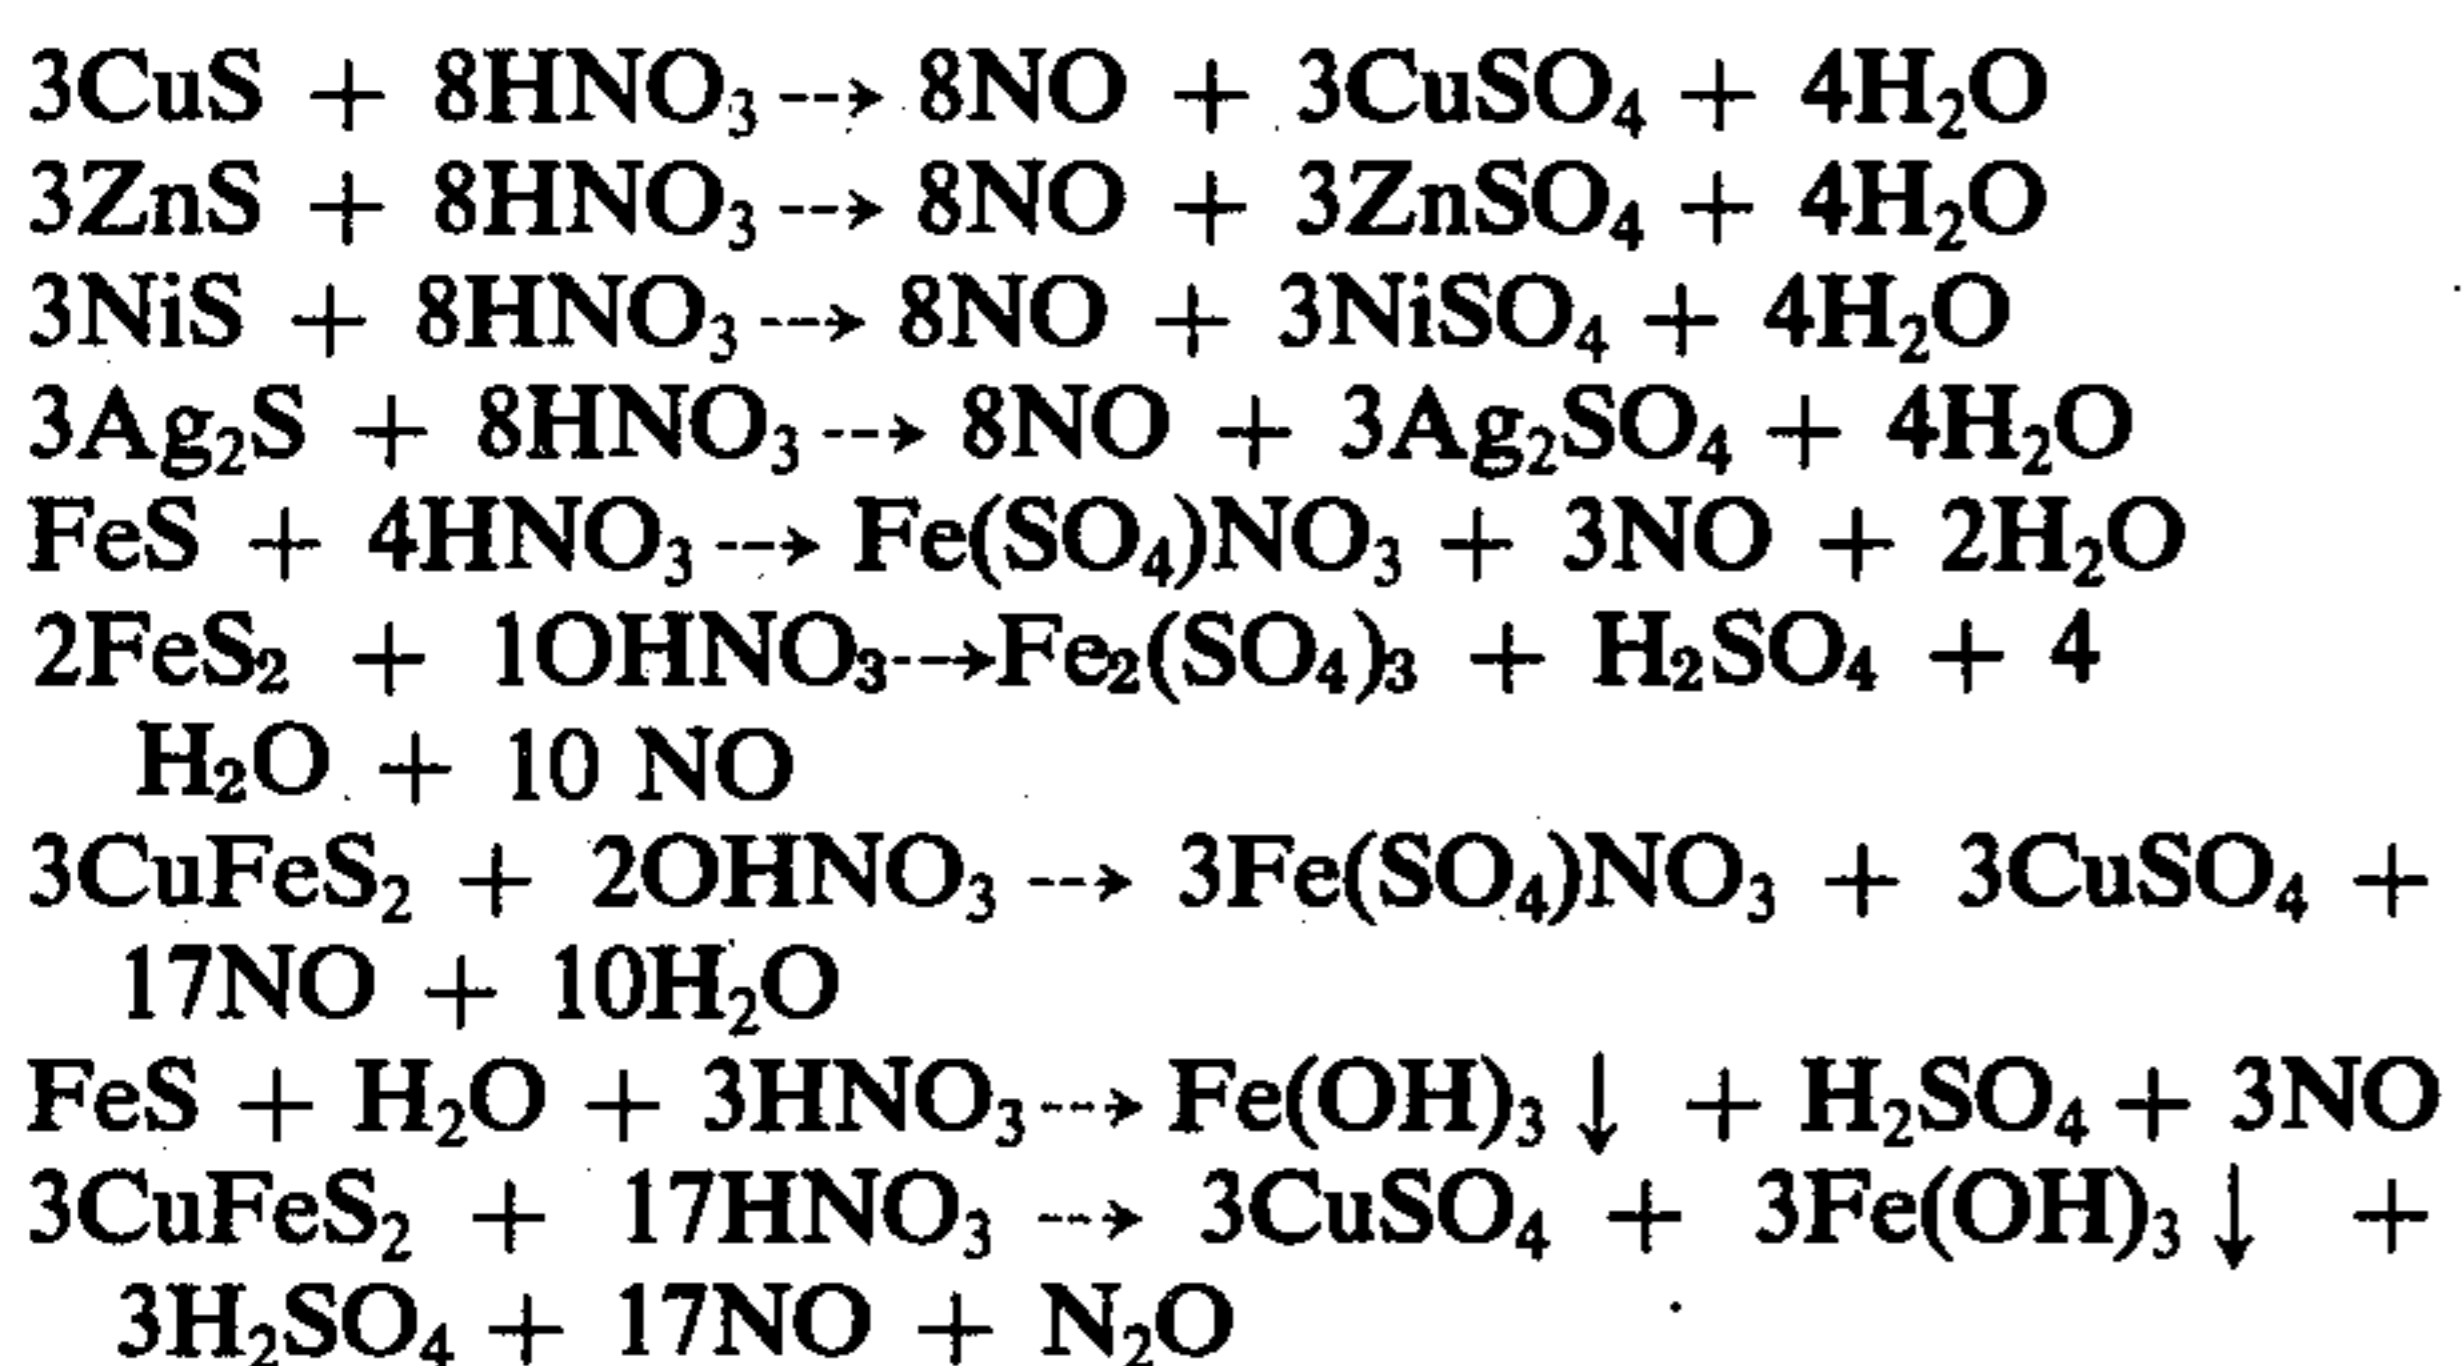 3CuS + 8HNO₃ --> 8NO + 3CuSO₄ + 4H₂O
3ZnS + 8HNO₃ --> 8NO + 3ZnSO₄ + 4H₂O
3NiS + 8HNO₃ --> 8NO + 3NiSO₄ + 4H₂O
3Ag₂S + 8HNO₃ --> 8NO + 3Ag₂SO₄ + 4H₂O
FeS + 4HNO₃ --> Fe(SO₄)NO₃ + 3NO + 2H₂O
2FeS₂ + 1OHNO₃-->Fe₂(SO₄)₃ + H₂SO₄ + 4
H₂O + 10 NO
3CuFeS₂ + 2OHNO₃ --> 3Fe(SO₄)NO₃ + 3CuSO₄ +
17NO + 10H₂O
FeS + H₂O + 3HNO₃ --> Fe(OH)₃↓ + H₂SO₄ + 3NO
3CuFeS₂ + 17HNO₃ --> 3CuSO₄ + 3Fe(OH)₃↓ +
3H₂SO₄ + 17NO + N₂O